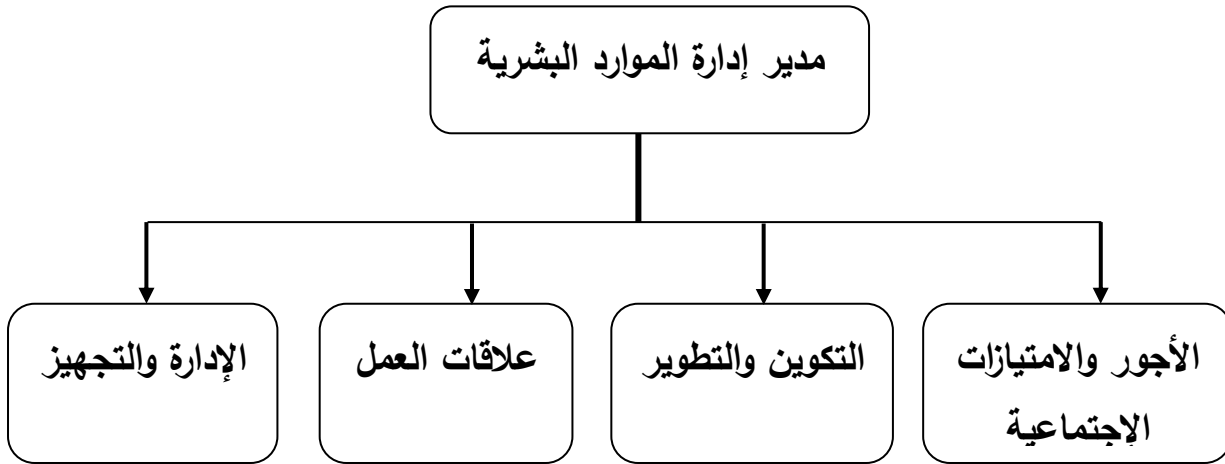 مدير إدارة الموارد البشرية
الأجور والامتيازات
الإجتماعية
التكوين والتطوير
علاقات العمل
الإدارة والتجهيز